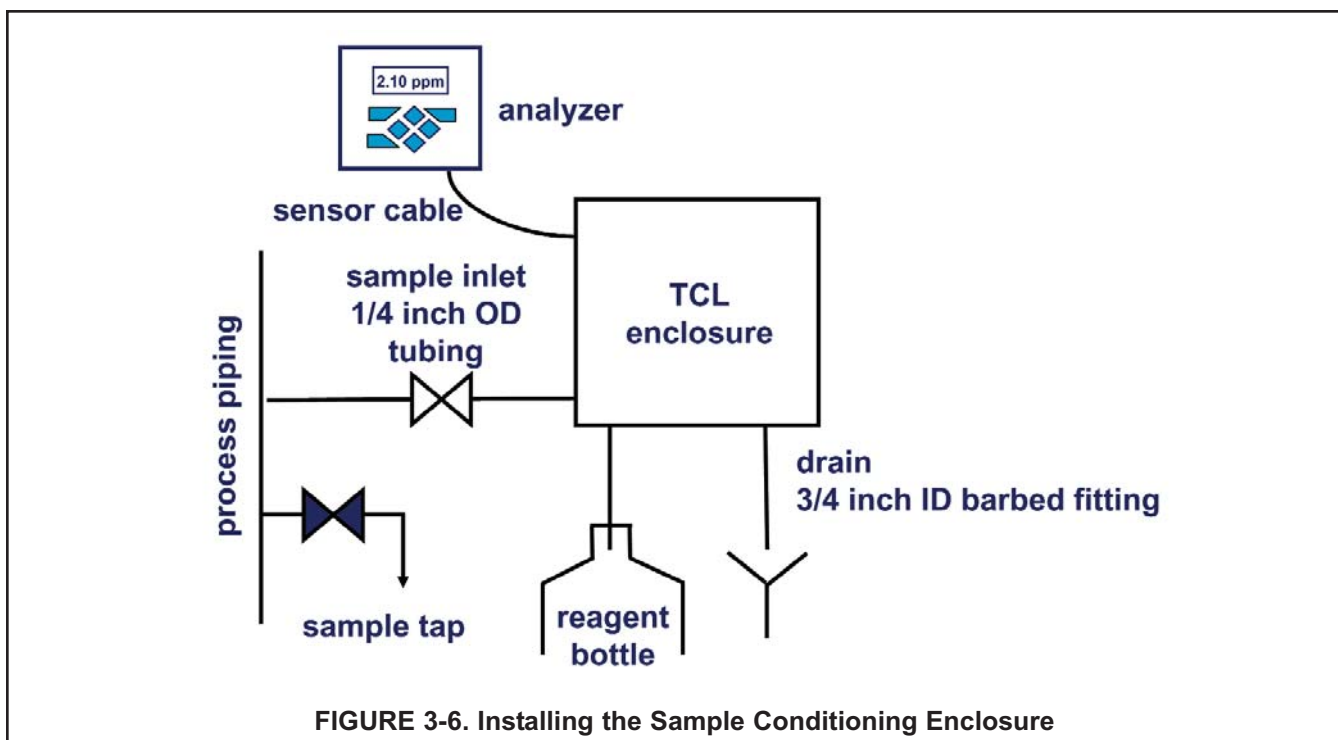 2.10 ppm
analyzer
sensor cable
sample inlet
1/4 inch OD
tubing
TCL
enclosure
process piping
drain
3/4 inch ID barbed fitting
sample tap
reagent
bottle
FIGURE 3-6. Installing the Sample Conditioning Enclosure